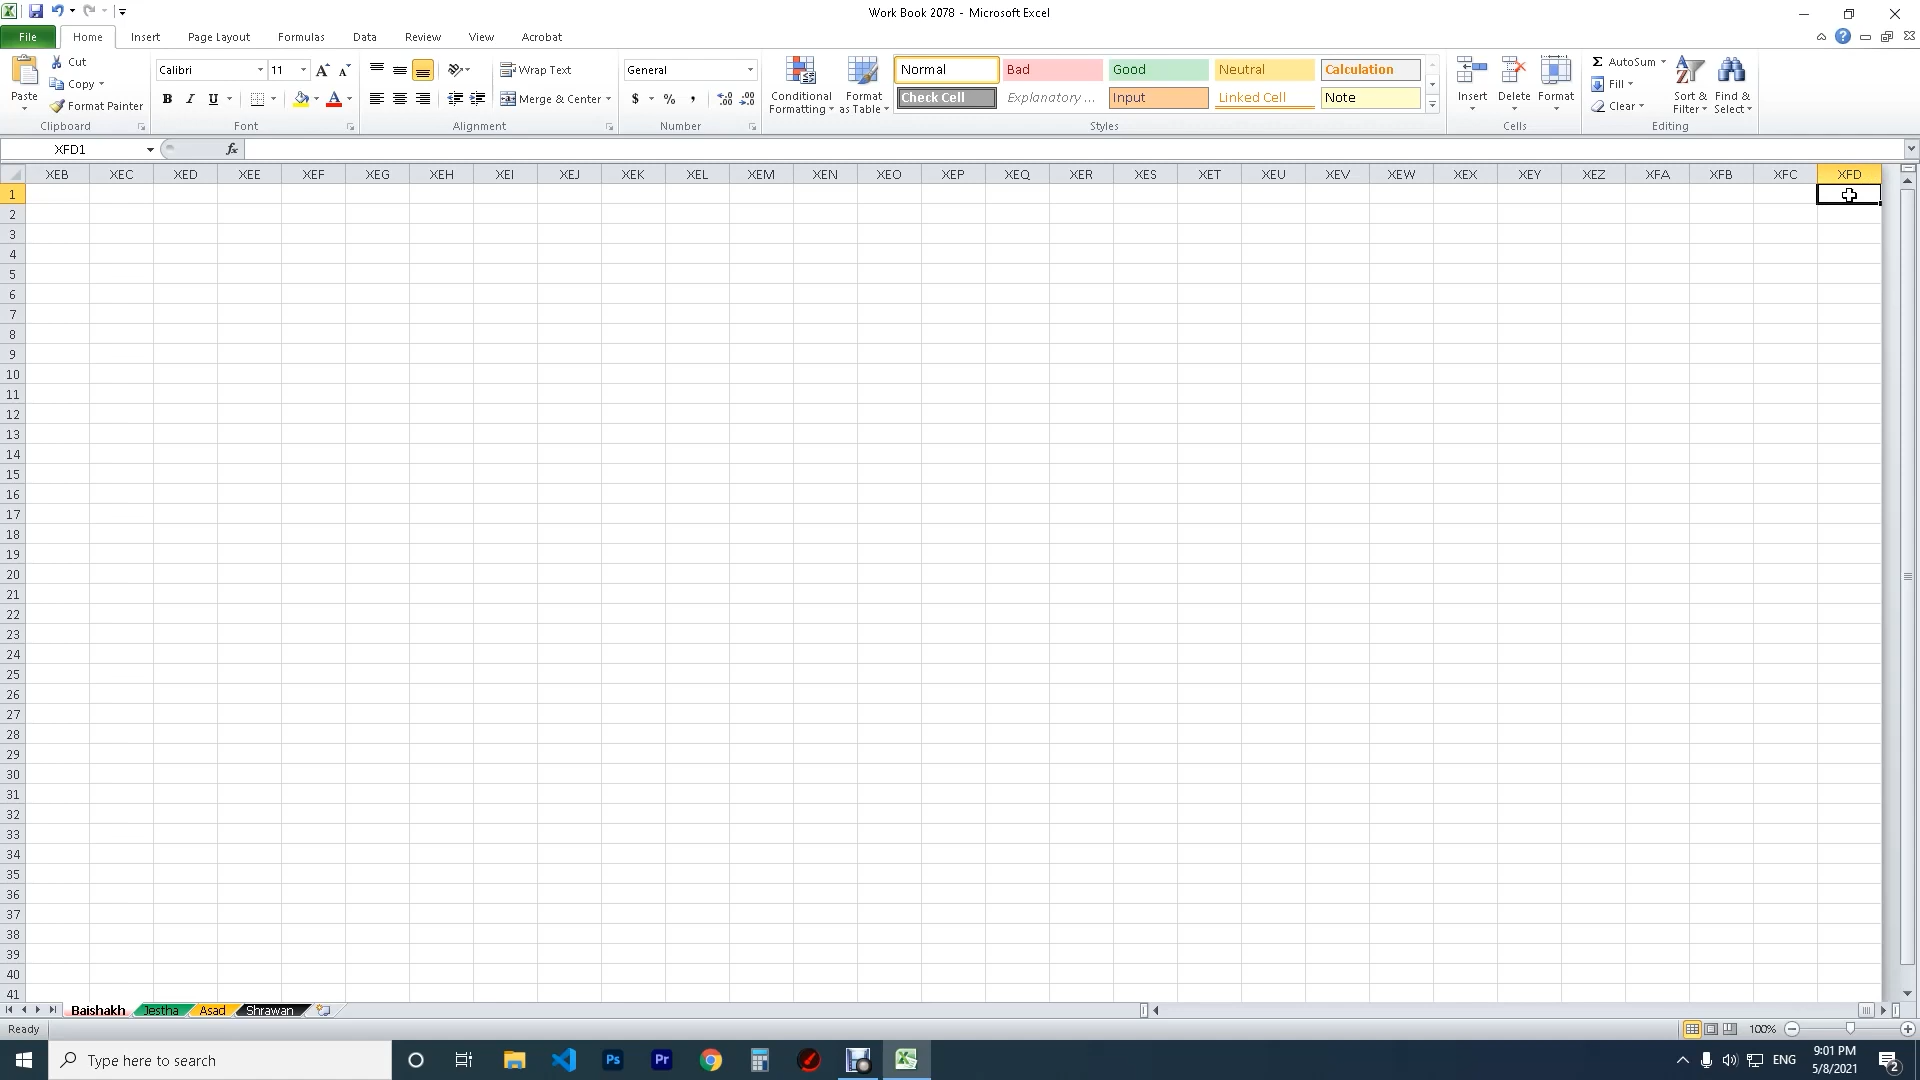 Work Book 2078 - Microsoft Excel
File Home Insert Page Layout Formulas Data Review View Acrobat
Paste Cut Copy Format Painter Clipboard
Calibri 11 B I U A Font
Wrap Text Merge & Center Alignment
General $ % , Number
Conditional Formatting Format as Table
Normal Bad Good Neutral Calculation
Check Cell Explanatory ... Input Linked Cell Note
Styles
Insert Delete Format Cells
Σ AutoSum Fill Clear Sort & Filter Find & Select Editing
XFD1 fx
XEB XEC XED XEE XEF XEG XEH XEI XEJ XEK XEL XEM XEN XEO XEP XEQ XER XES XET XEU XEV XEW XEX XEY XEZ XFA XFB XFC XFD
1
2
3
4
5
6
7
8
9
10
11
12
13
14
15
16
17
18
19
20
21
22
23
24
25
26
27
28
29
30
31
32
33
34
35
36
37
38
39
40
41
Baishakh Jestha Asad Shrawan
Ready 100%
Type here to search Ps Pr ENG 9:01 PM
5/8/2021 2